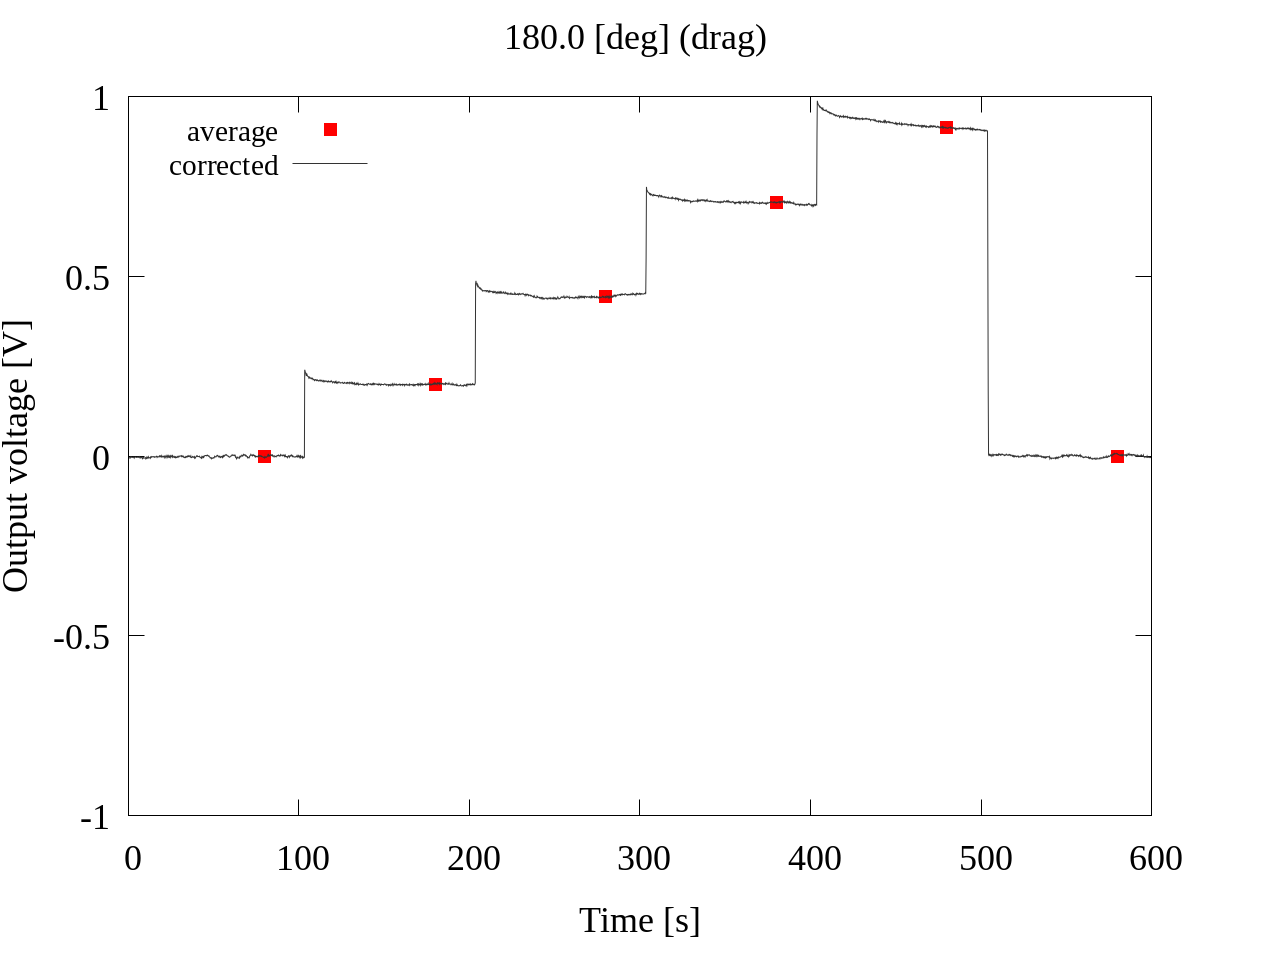 180.0 [deg] (drag)
average
corrected
Output voltage [V]
1
0.5
0
-0.5
-1
0 100 200 300 400 500 600
Time [s]